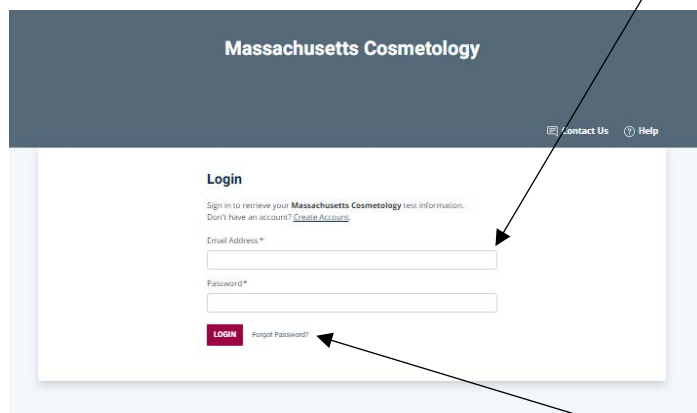 Massachusetts Cosmetology
Contact Us Help
Login
Sign in to retrieve your Massachusetts Cosmetology test information.
Don't have an account? Create Account.
Email Address *
Password *
LOGIN Forgot Password?